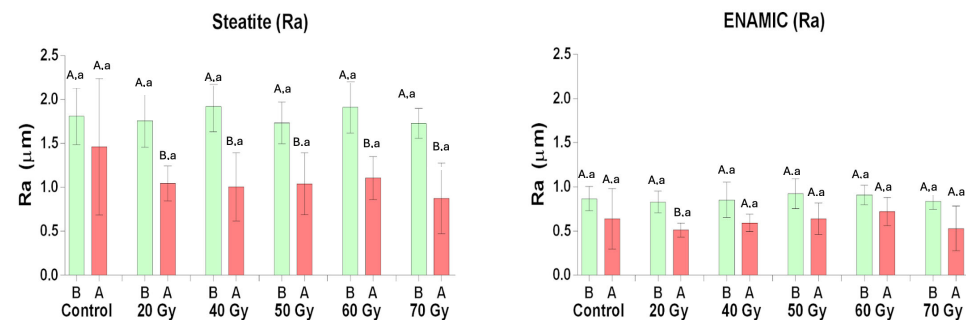 Steatite (Ra)
Ra (μm)
2.5
2.0
1.5
1.0
0.5
0.0
A,a A,a A,a B,a A,a B,a A,a B,a A,a B,a A,a B,a
B A B A B A B A B A B A
Control 20 Gy 40 Gy 50 Gy 60 Gy 70 Gy
ENAMIC (Ra)
Ra (μm)
2.5
2.0
1.5
1.0
0.5
0.0
A.a A.a A.a B.a A.a A.a A.a A.a A.a A.a A.a A.a
B A B A B A B A B A B A
Control 20 Gy 40 Gy 50 Gy 60 Gy 70 Gy